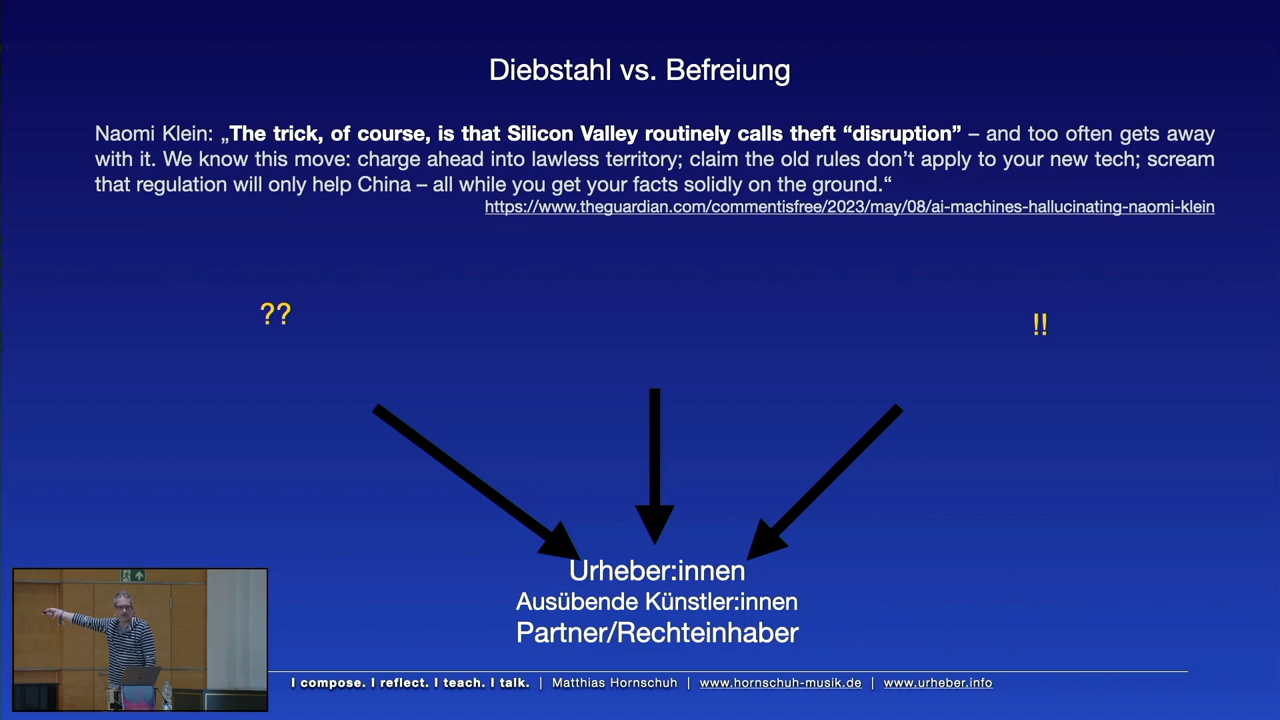 Diebstahl vs. Befreiung
Naomi Klein: „The trick, of course, is that Silicon Valley routinely calls theft “disruption” – and too often gets away
with it. We know this move: charge ahead into lawless territory; claim the old rules don’t apply to your new tech; scream
that regulation will only help China – all while you get your facts solidly on the ground.“
https://www.theguardian.com/commentisfree/2023/may/08/ai-machines-hallucinating-naomi-klein
??
!!
Urheber:innen
Ausübende Künstler:innen
Partner/Rechteinhaber
I compose. I reflect. I teach. I talk. | Matthias Hornschuh | www.hornschuh-musik.de | www.urheber.info